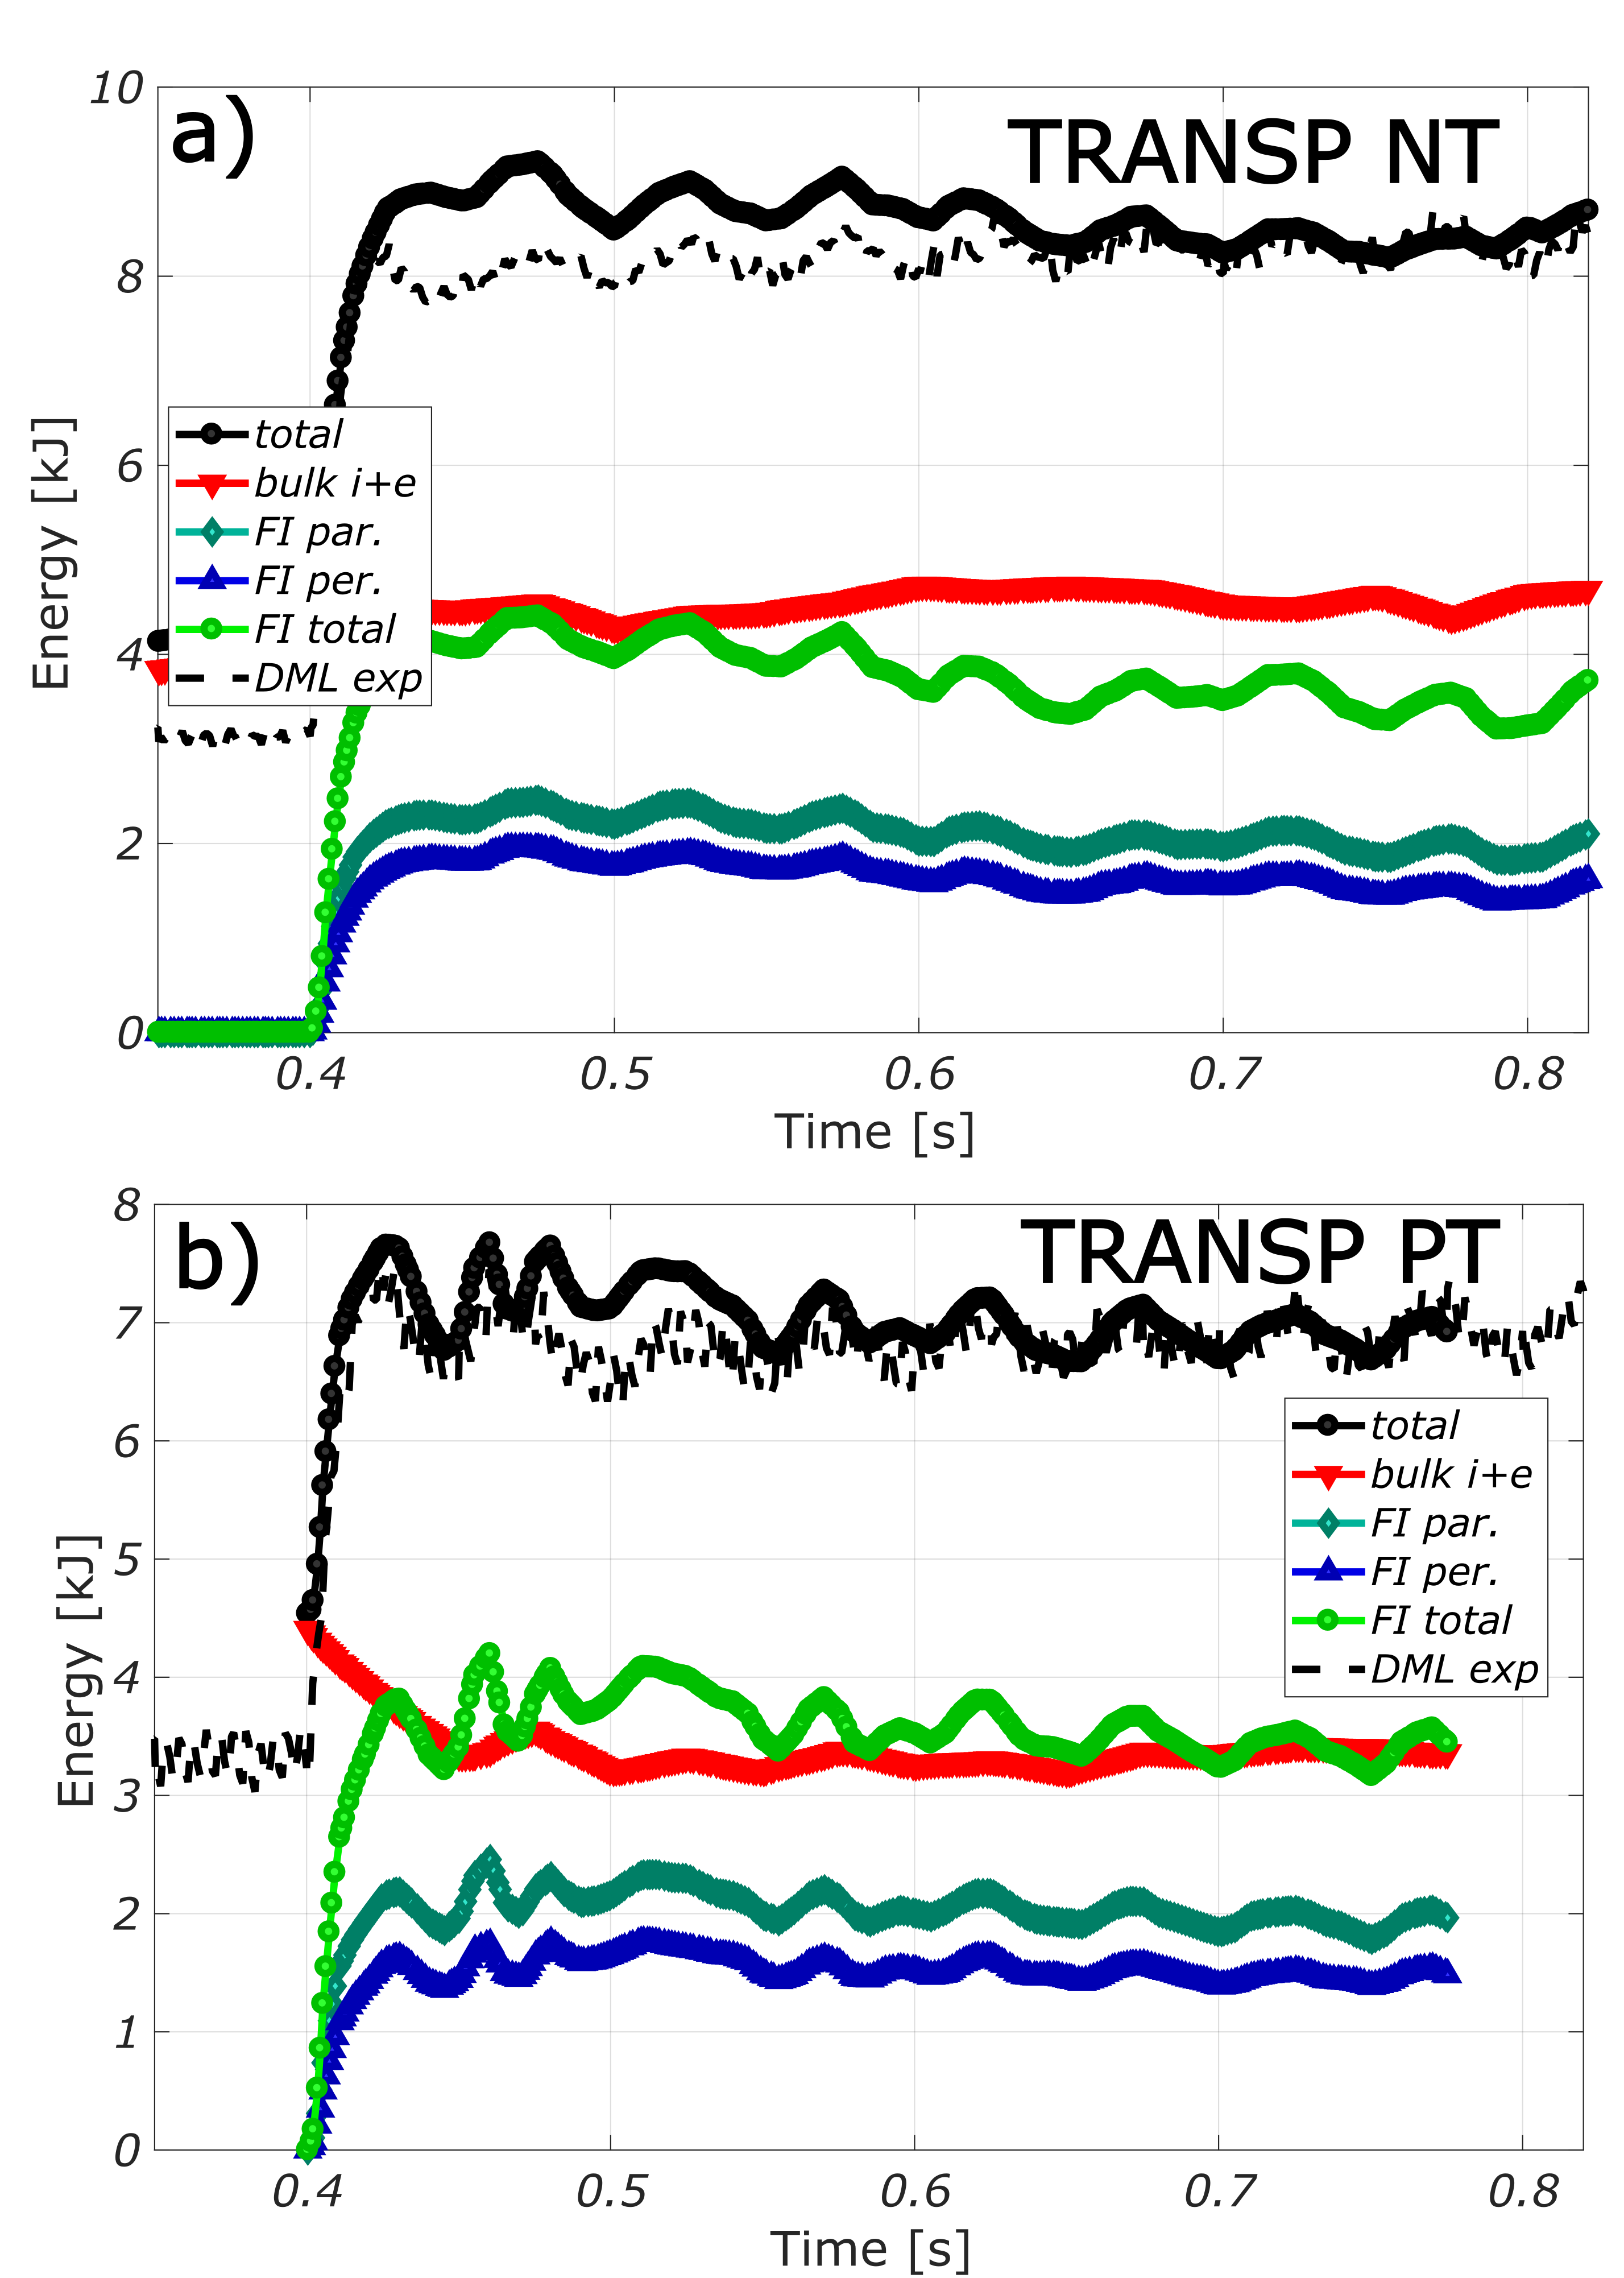 a)
TRANSP NT
10
8
6
4
2
0
Energy [kJ]
total
bulk i+e
FI par.
FI per.
FI total
DML exp
0.4 0.5 0.6 0.7 0.8
Time [s]
b)
TRANSP PT
8
7
6
5
4
3
2
1
0
Energy [kJ]
total
bulk i+e
FI par.
FI per.
FI total
DML exp
0.4 0.5 0.6 0.7 0.8
Time [s]